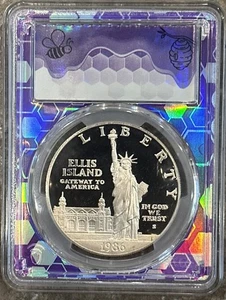 LIBERTY
ELLIS
ISLAND
GATEWAY TO
AMERICA
IN GOD
WE
TRUST
S
1986